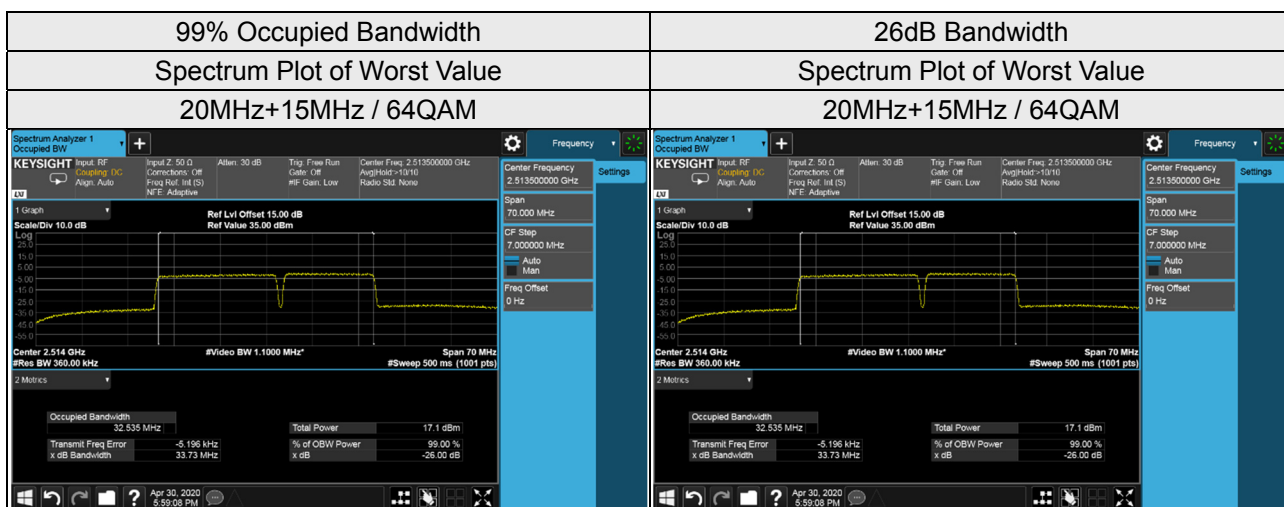 99% Occupied Bandwidth
26dB Bandwidth
Spectrum Plot of Worst Value
Spectrum Plot of Worst Value
20MHz+15MHz / 64QAM
20MHz+15MHz / 64QAM
Spectrum Analyzer 1
Occupied BW
+
Frequency
KEYSIGHT
Input: RF
Coupling: DC
Align: Auto
Input Z: 50 Ω
Corrections: Off
Freq Ref: Int (S)
NFE: Adaptive
Atten: 30 dB
Trig: Free Run
Gate: Off
#IF Gain: Low
Center Freq: 2.513500000 GHz
Avg|Hold:>10/10
Radio Std: None
LXI
Center Frequency
2.513500000 GHz
Settings
Span
70.000 MHz
CF Step
7.000000 MHz
Auto
Man
Freq Offset
0 Hz
1 Graph
Scale/Div 10.0 dB
Ref Lvl Offset 15.00 dB
Ref Value 35.00 dBm
Log
25.0
15.0
5.00
-5.00
-15.0
-25.0
-35.0
-45.0
-55.0
Center 2.514 GHz
#Res BW 360.00 kHz
#Video BW 1.1000 MHz*
Span 70 MHz
#Sweep 500 ms (1001 pts)
2 Metrics
Occupied Bandwidth
32.535 MHz
Transmit Freq Error -5.196 kHz
x dB Bandwidth 33.73 MHz
Total Power 17.1 dBm
% of OBW Power 99.00 %
x dB -26.00 dB
?
Apr 30, 2020
5:59:08 PM
Spectrum Analyzer 1
Occupied BW
+
Frequency
KEYSIGHT
Input: RF
Coupling: DC
Align: Auto
Input Z: 50 Ω
Corrections: Off
Freq Ref: Int (S)
NFE: Adaptive
Atten: 30 dB
Trig: Free Run
Gate: Off
#IF Gain: Low
Center Freq: 2.513500000 GHz
Avg|Hold:>10/10
Radio Std: None
LXI
Center Frequency
2.513500000 GHz
Settings
Span
70.000 MHz
CF Step
7.000000 MHz
Auto
Man
Freq Offset
0 Hz
1 Graph
Scale/Div 10.0 dB
Ref Lvl Offset 15.00 dB
Ref Value 35.00 dBm
Log
25.0
15.0
5.00
-5.00
-15.0
-25.0
-35.0
-45.0
-55.0
Center 2.514 GHz
#Res BW 360.00 kHz
#Video BW 1.1000 MHz*
Span 70 MHz
#Sweep 500 ms (1001 pts)
2 Metrics
Occupied Bandwidth
32.535 MHz
Transmit Freq Error -5.196 kHz
x dB Bandwidth 33.73 MHz
Total Power 17.1 dBm
% of OBW Power 99.00 %
x dB -26.00 dB
?
Apr 30, 2020
5:59:08 PM